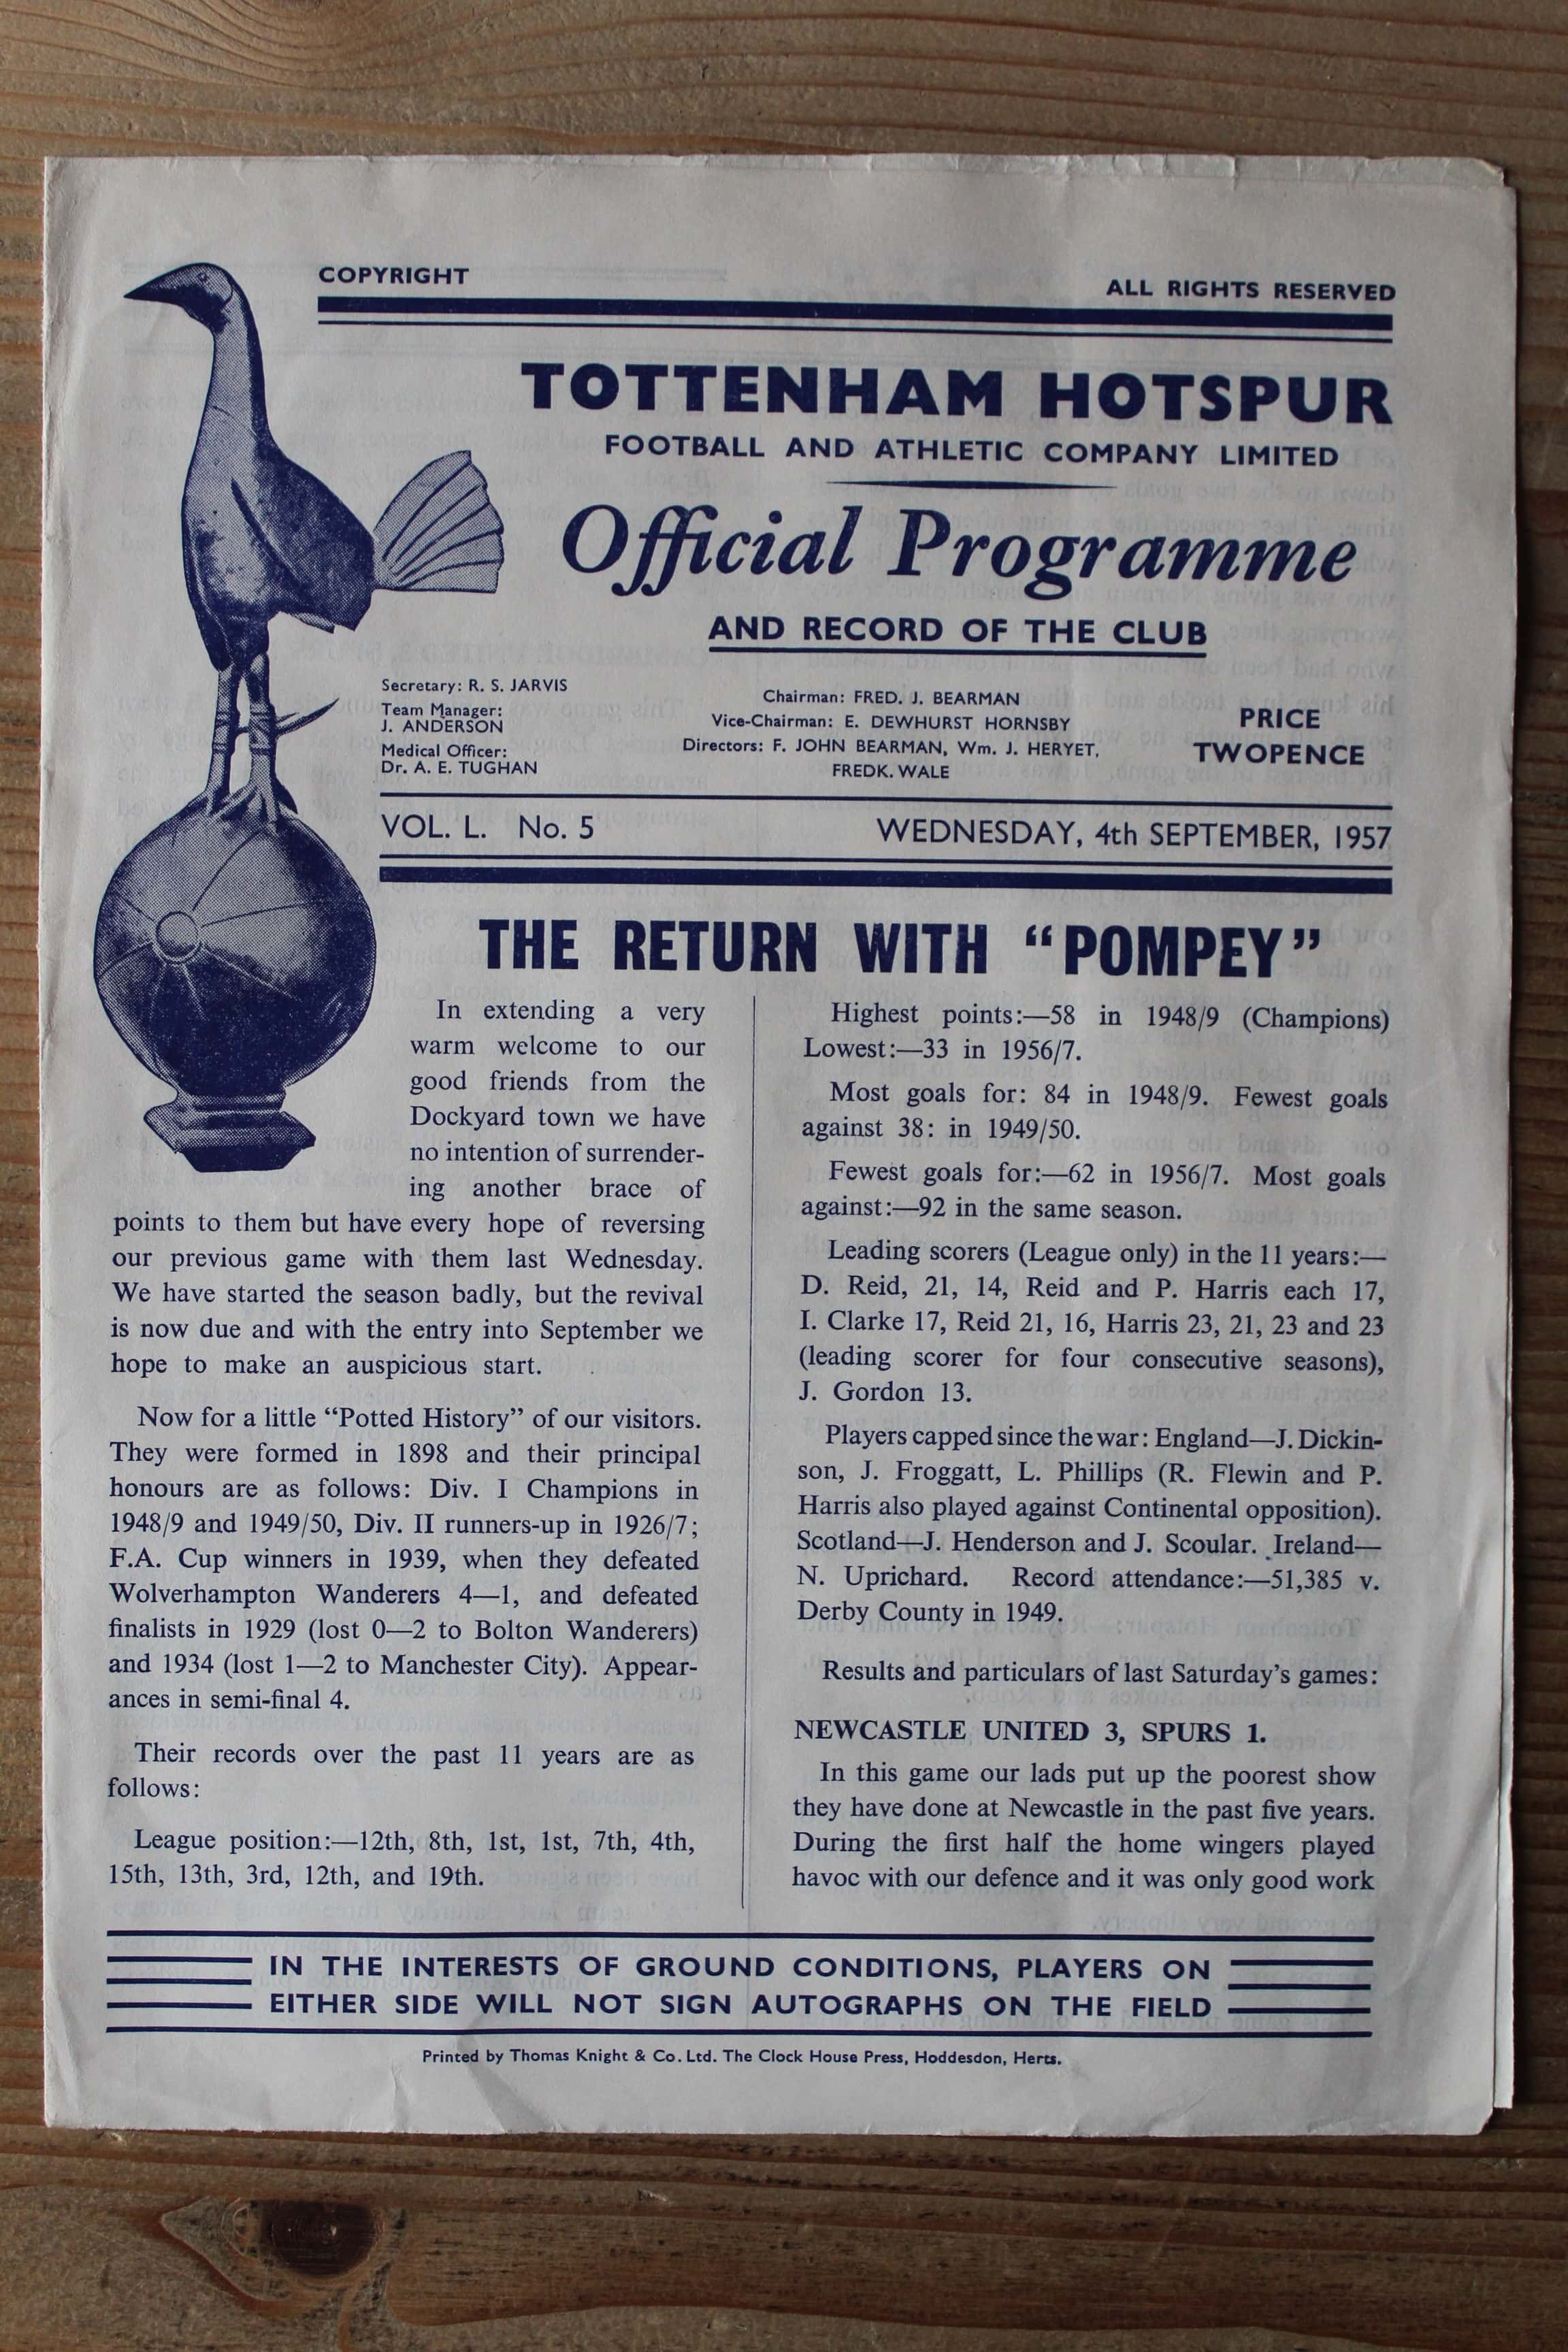 COPYRIGHT
ALL RIGHTS RESERVED
TOTTENHAM HOTSPUR
FOOTBALL AND ATHLETIC COMPANY LIMITED
Official Programme
AND RECORD OF THE CLUB
Secretary: R. S. JARVIS
Team Manager:
J. ANDERSON
Medical Officer:
Dr. A. E. TUGHAN
Chairman: FRED. J. BEARMAN
Vice-Chairman: E. DEWHURST HORNSBY
Directors: F. JOHN BEARMAN, Wm. J. HERYET,
FREDK. WALE
PRICE
TWOPENCE
VOL. L. No. 5
WEDNESDAY, 4th SEPTEMBER, 1957
THE RETURN WITH “POMPEY”
In extending a very
warm welcome to our
good friends from the
Dockyard town we have
no intention of surrender-
ing another brace of
points to them but have every hope of reversing
our previous game with them last Wednesday.
We have started the season badly, but the revival
is now due and with the entry into September we
hope to make an auspicious start.
Now for a little “Potted History” of our visitors.
They were formed in 1898 and their principal
honours are as follows: Div. I Champions in
1948/9 and 1949/50, Div. II runners-up in 1926/7;
F.A. Cup winners in 1939, when they defeated
Wolverhampton Wanderers 4—1, and defeated
finalists in 1929 (lost 0—2 to Bolton Wanderers)
and 1934 (lost 1—2 to Manchester City). Appear-
ances in semi-final 4.
Their records over the past 11 years are as
follows:
League position:—12th, 8th, 1st, 1st, 7th, 4th,
15th, 13th, 3rd, 12th, and 19th.
Highest points:—58 in 1948/9 (Champions)
Lowest:—33 in 1956/7.
Most goals for: 84 in 1948/9. Fewest goals
against 38: in 1949/50.
Fewest goals for:—62 in 1956/7. Most goals
against:—92 in the same season.
Leading scorers (League only) in the 11 years:—
D. Reid, 21, 14, Reid and P. Harris each 17,
I. Clarke 17, Reid 21, 16, Harris 23, 21, 23 and 23
(leading scorer for four consecutive seasons),
J. Gordon 13.
Players capped since the war: England—J. Dickin-
son, J. Froggatt, L. Phillips (R. Flewin and P.
Harris also played against Continental opposition).
Scotland—J. Henderson and J. Scoular. Ireland—
N. Uprichard. Record attendance:—51,385 v.
Derby County in 1949.
Results and particulars of last Saturday’s games:
NEWCASTLE UNITED 3, SPURS 1.
In this game our lads put up the poorest show
they have done at Newcastle in the past five years.
During the first half the home wingers played
havoc with our defence and it was only good work
IN THE INTERESTS OF GROUND CONDITIONS, PLAYERS ON
EITHER SIDE WILL NOT SIGN AUTOGRAPHS ON THE FIELD
Printed by Thomas Knight & Co. Ltd. The Clock House Press, Hoddesdon, Herts.